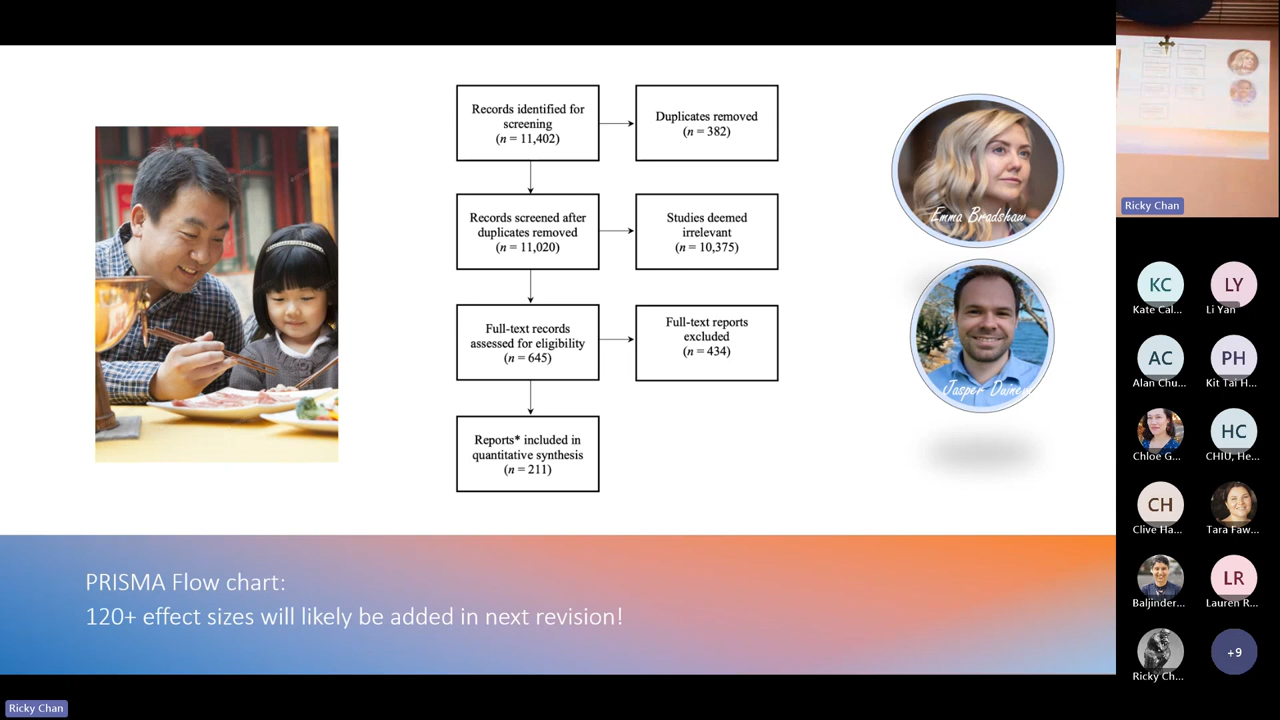 Records identified for
screening
(n = 11,402)
Duplicates removed
(n = 382)
Records screened after
duplicates removed
(n = 11,020)
Studies deemed
irrelevant
(n = 10,375)
Full-text records
assessed for eligibility
(n = 645)
Full-text reports
excluded
(n = 434)
Reports* included in
quantitative synthesis
(n = 211)
Emma Bradshaw
Jasper
PRISMA Flow chart:
120+ effect sizes will likely be added in next revision!
Ricky Chan
Ricky Chan
KC
Kate Cal...
LY
Li Yan
AC
Alan Chu...
PH
Kit Tai H...
Chloe G...
HC
CHIU, He...
CH
Clive Ha...
Tara Faw...
Baljinder...
LR
Lauren R...
Ricky Ch...
+9